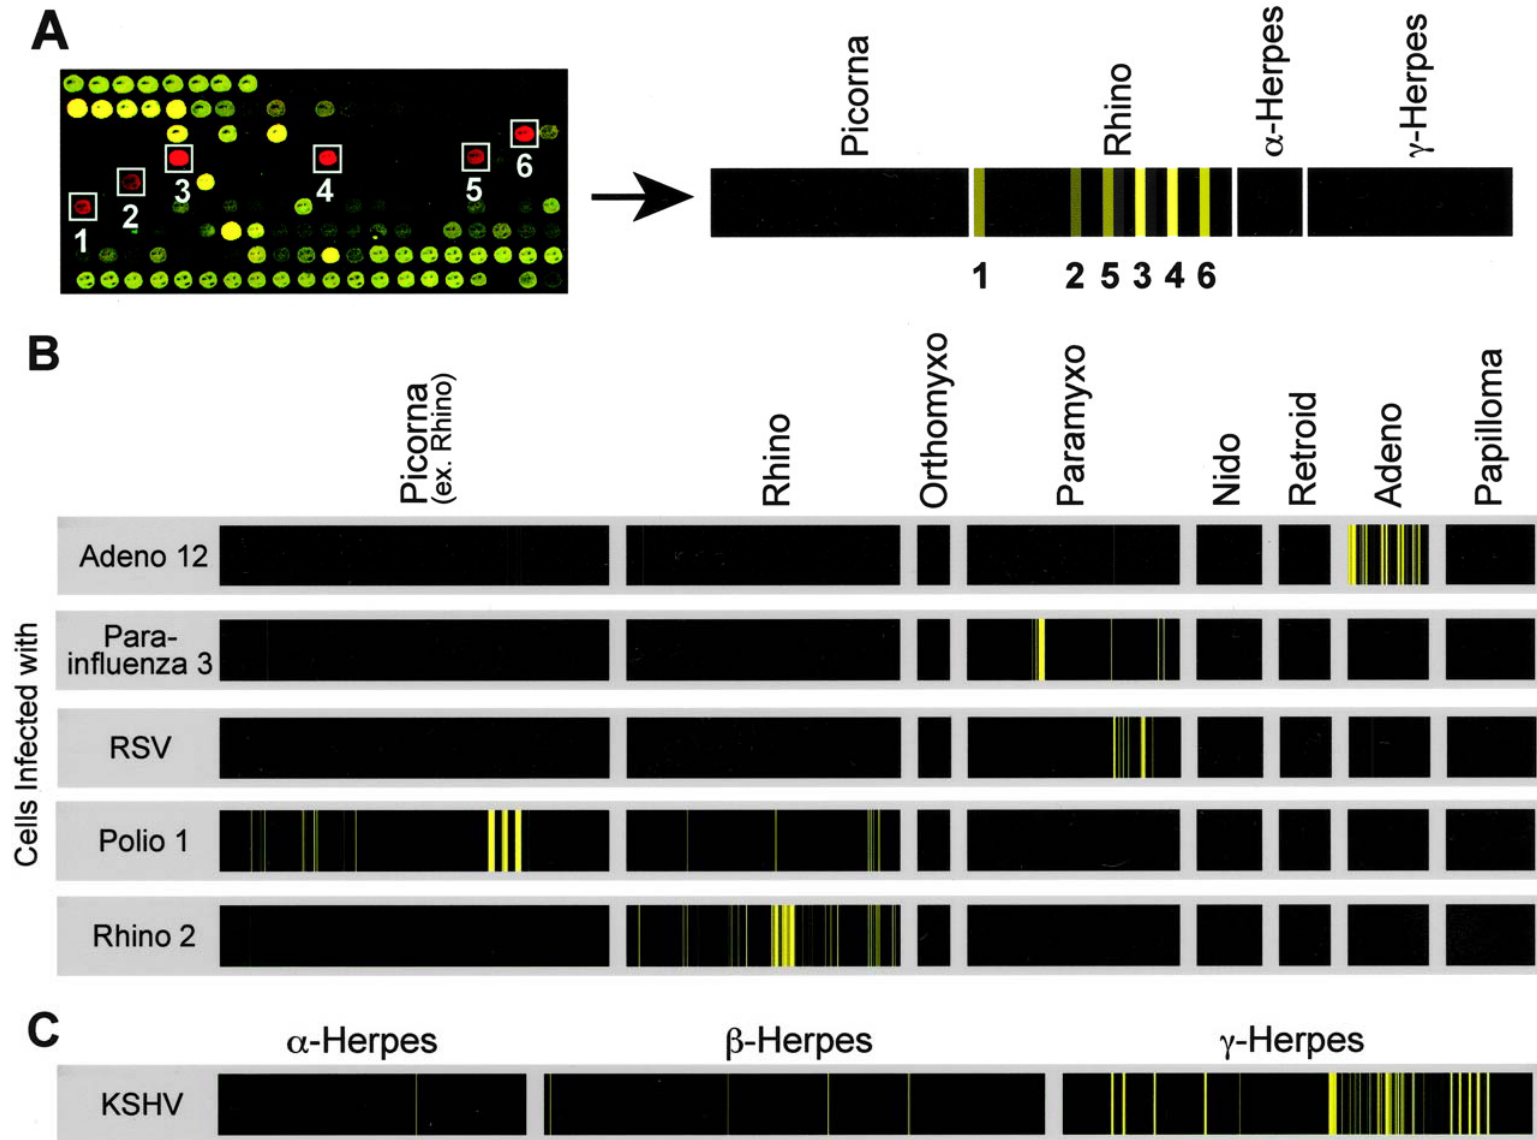 A
Picorna
Rhino
α-Herpes
γ-Herpes
1
2
3
4
5
6
1 2 5 3 4 6
B
Picorna
(ex. Rhino)
Rhino
Orthomyxo
Paramyxo
Nido
Retroid
Adeno
Papilloma
Cells Infected with
Adeno 12
Para-
influenza 3
RSV
Polio 1
Rhino 2
C
α-Herpes
β-Herpes
γ-Herpes
KSHV